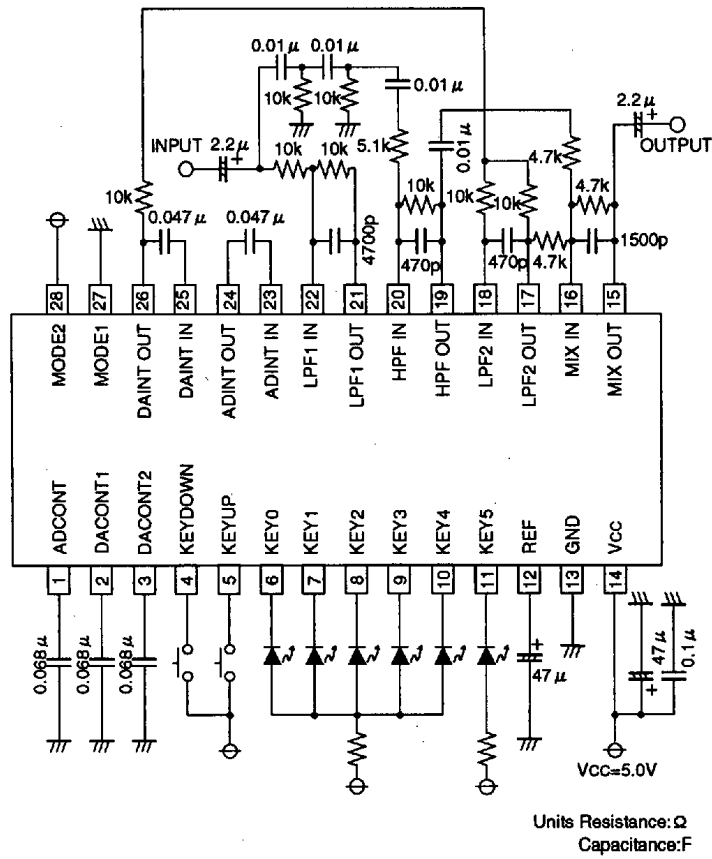 0.01μ 0.01μ
0.01μ
10k 10k
2.2μ
+
OUTPUT
INPUT 2.2μ
+
10k 10k
5.1k
0.01μ
4.7k
10k
0.047μ 0.047μ
4700p
10k
470p
10k 10k
470p
4.7k
4.7k
1500p
28 27 26 25 24 23 22 21 20 19 18 17 16 15
MODE2
MODE1
DAINT OUT
DAINT IN
ADINT OUT
ADINT IN
LPF1 IN
LPF1 OUT
HPF IN
HPF OUT
LPF2 IN
LPF2 OUT
MIX IN
MIX OUT
ADCONT
DACONT1
DACONT2
KEYDOWN
KEYUP
KEY0
KEY1
KEY2
KEY3
KEY4
KEY5
REF
GND
VCC
1 2 3 4 5 6 7 8 9 10 11 12 13 14
0.068μ
0.068μ
0.068μ
+
47μ
47μ
+
0.1μ
VCC=5.0V
Units Resistance:Ω
Capacitance:F